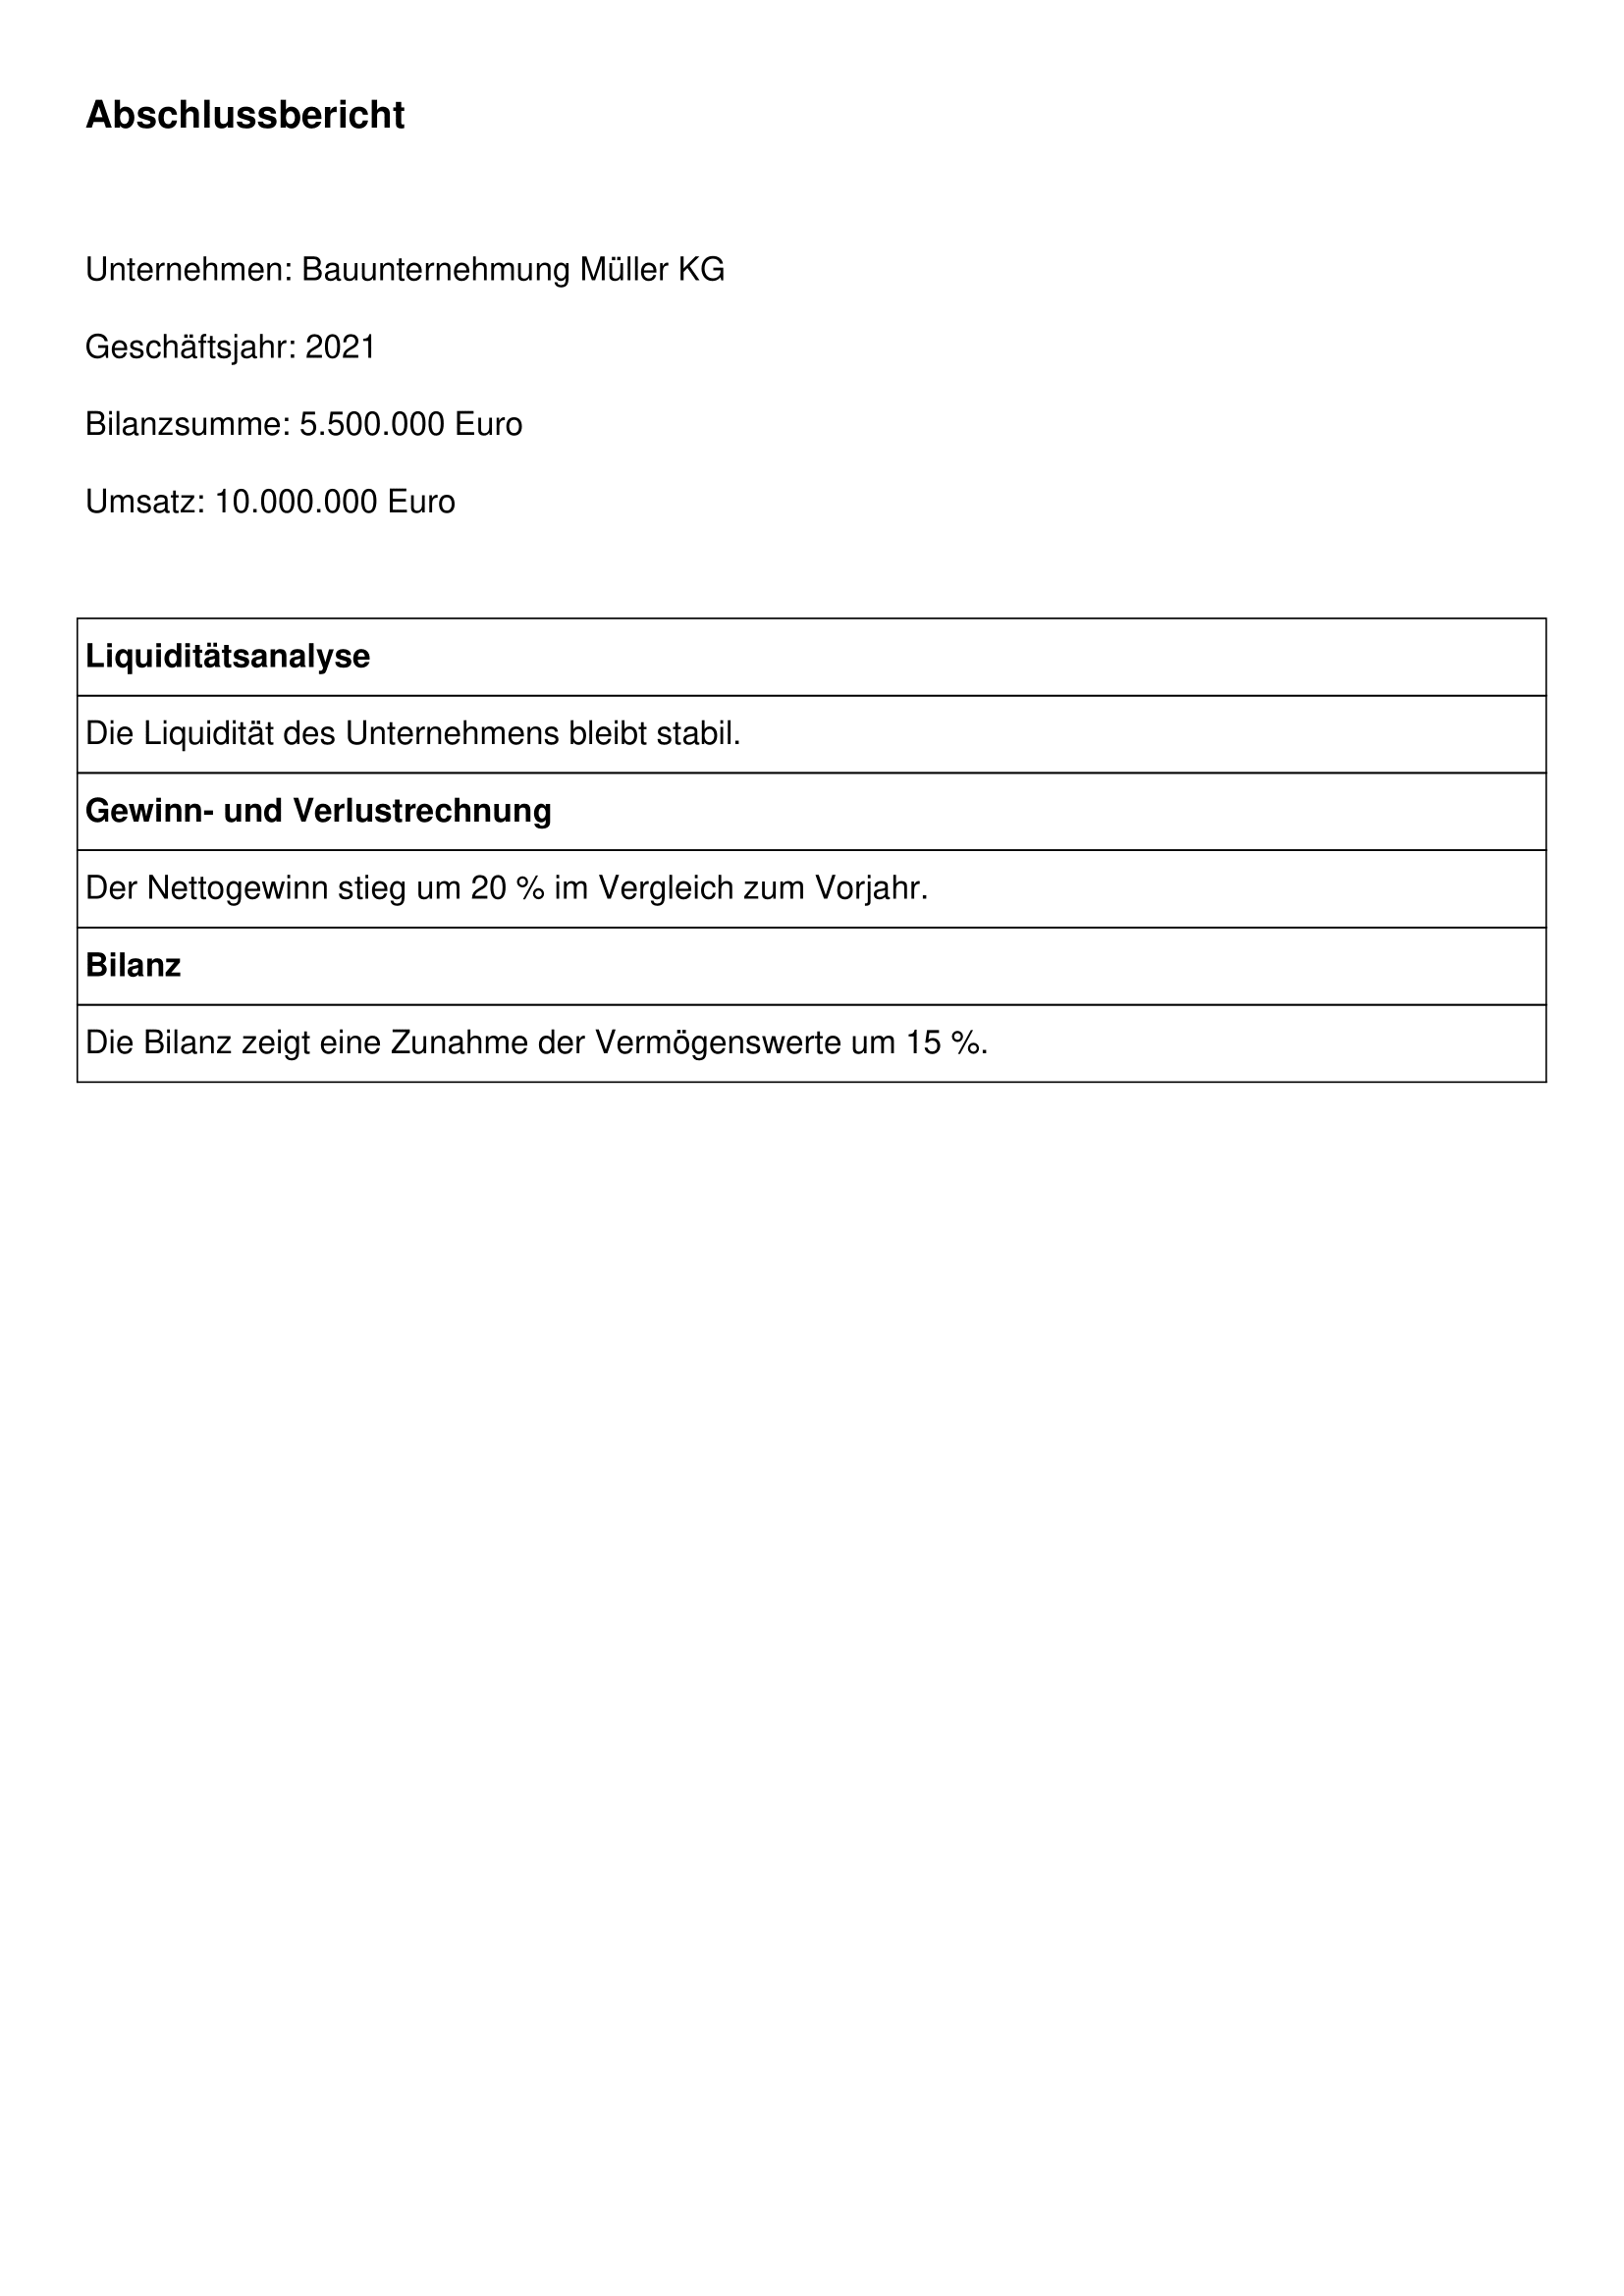 Abschlussbericht
Unternehmen: Bauunternehmung Müller KG
Geschäftsjahr: 2021
Bilanzsumme: 5.500.000 Euro
Umsatz: 10.000.000 Euro
Liquiditätsanalyse
Die Liquidität des Unternehmens bleibt stabil.
Gewinn- und Verlustrechnung
Der Nettogewinn stieg um 20 % im Vergleich zum Vorjahr.
Bilanz
Die Bilanz zeigt eine Zunahme der Vermögenswerte um 15 %.